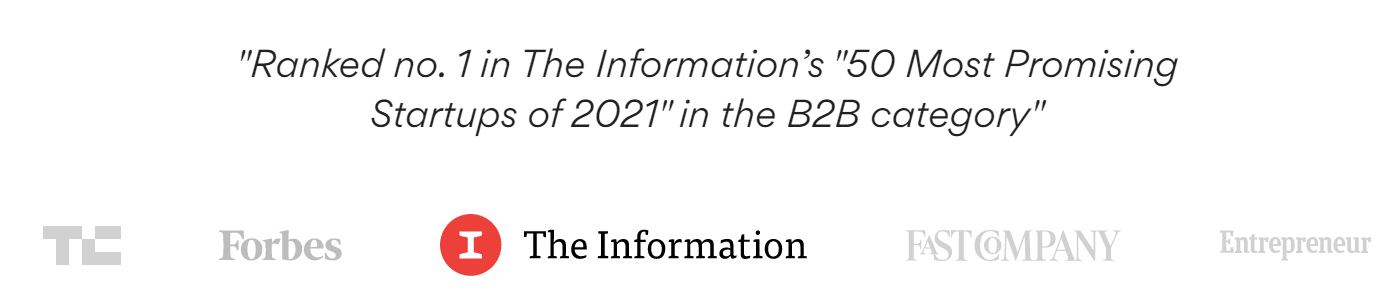 "Ranked no. 1 in The Information’s "50 Most Promising
Startups of 2021" in the B2B category"
TC
Forbes
I The Information
FAST COMPANY
Entrepreneur